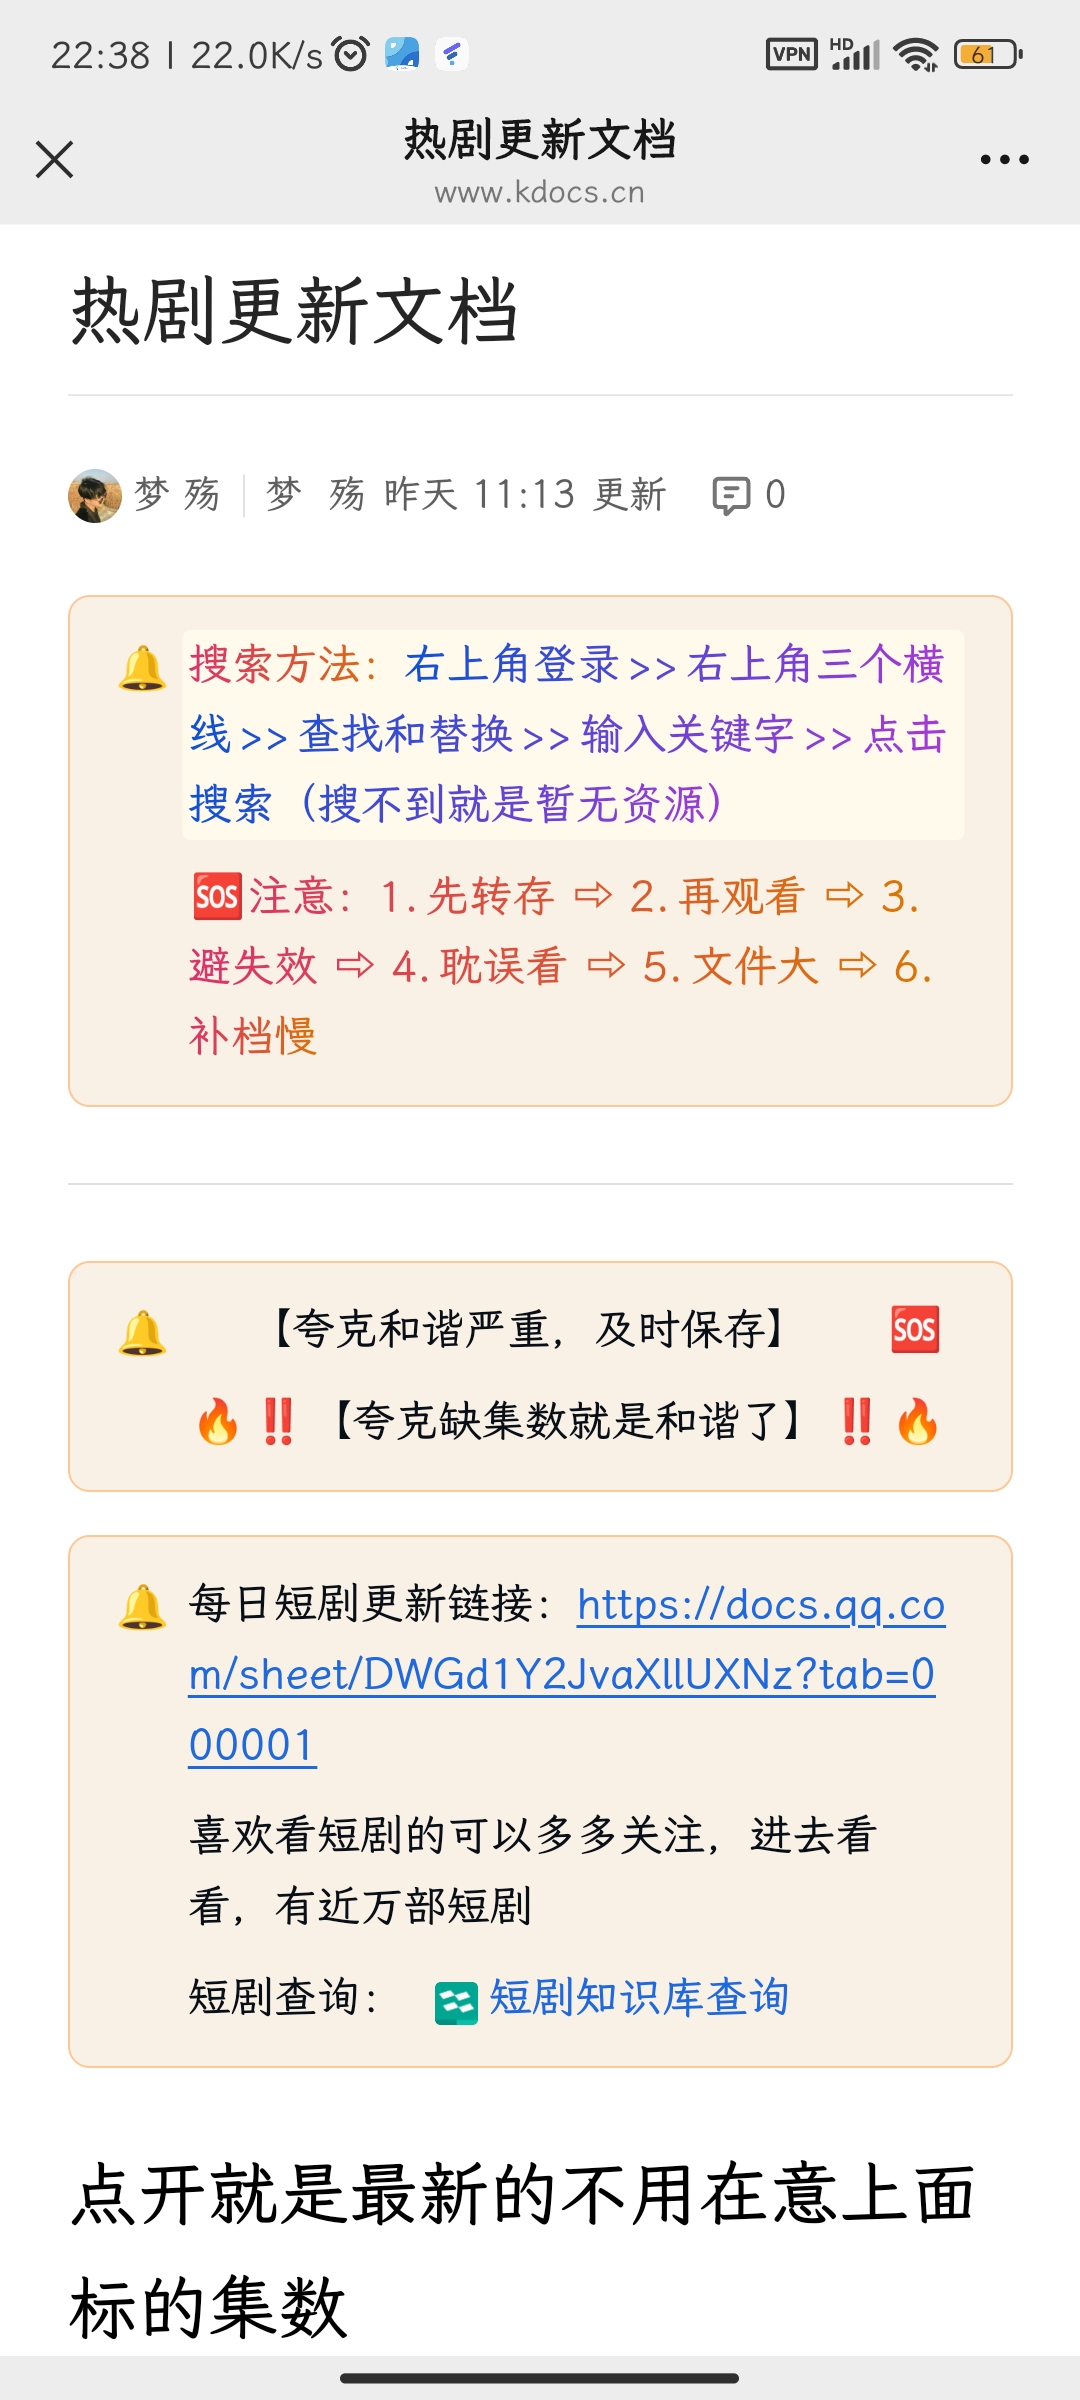 22:38 | 22.0K/s
VPN HD 61
热剧更新文档
www.kdocs.cn
热剧更新文档
梦 殇 | 梦 殇 昨天 11:13 更新 0
🔔 搜索方法：右上角登录>>右上角三个横
线>>查找和替换>>输入关键字>>点击
搜索（搜不到就是暂无资源）
🆘注意：1.先转存 ⇨ 2.再观看 ⇨ 3.
避失效 ⇨ 4.耽误看 ⇨ 5.文件大 ⇨ 6.
补档慢
🔔 【夸克和谐严重，及时保存】 🆘
🔥‼️【夸克缺集数就是和谐了】‼️🔥
🔔 每日短剧更新链接：https://docs.qq.co
m/sheet/DWGd1Y2JvaXllUXNz?tab=0
00001
喜欢看短剧的可以多多关注，进去看
看，有近万部短剧
短剧查询： 短剧知识库查询
点开就是最新的不用在意上面
标的集数